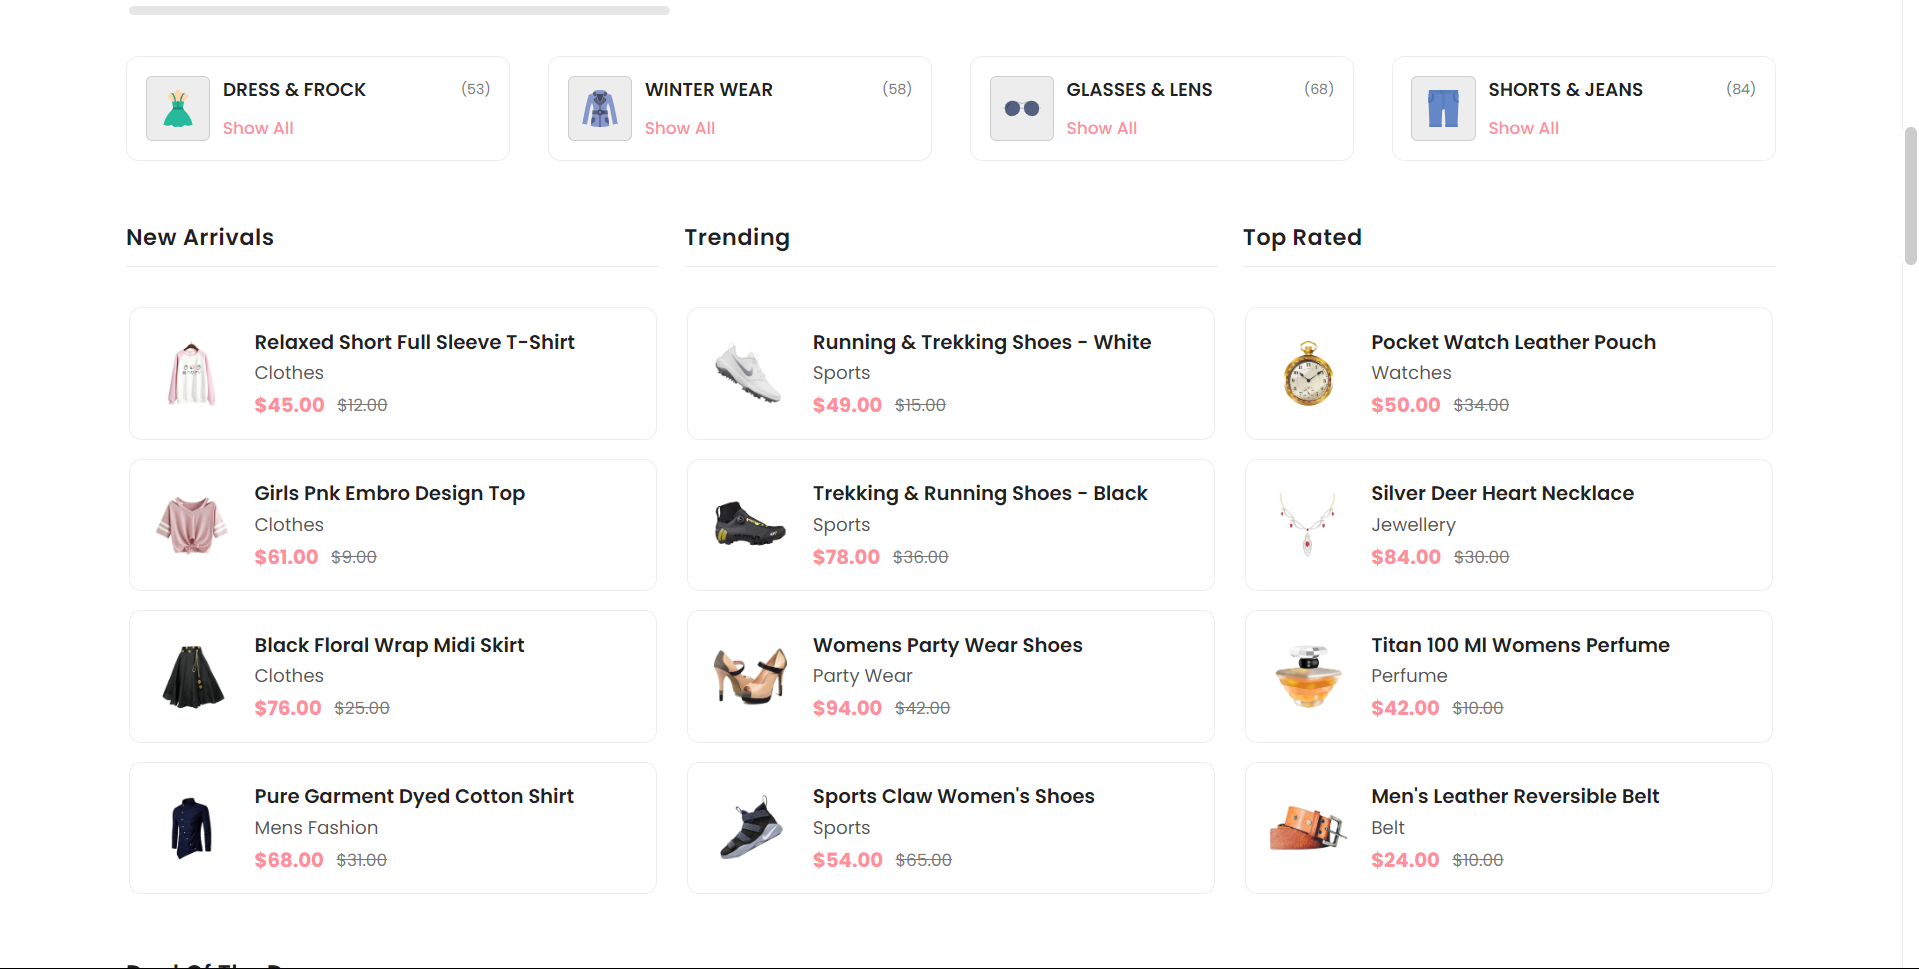 DRESS & FROCK (53)
Show All
WINTER WEAR (58)
Show All
GLASSES & LENS (68)
Show All
SHORTS & JEANS (84)
Show All
New Arrivals
Relaxed Short Full Sleeve T-Shirt
Clothes
$45.00 $12.00
Girls Pnk Embro Design Top
Clothes
$61.00 $9.00
Black Floral Wrap Midi Skirt
Clothes
$76.00 $25.00
Pure Garment Dyed Cotton Shirt
Mens Fashion
$68.00 $31.00
Trending
Running & Trekking Shoes - White
Sports
$49.00 $15.00
Trekking & Running Shoes - Black
Sports
$78.00 $36.00
Womens Party Wear Shoes
Party Wear
$94.00 $42.00
Sports Claw Women's Shoes
Sports
$54.00 $65.00
Top Rated
Pocket Watch Leather Pouch
Watches
$50.00 $34.00
Silver Deer Heart Necklace
Jewellery
$84.00 $30.00
Titan 100 Ml Womens Perfume
Perfume
$42.00 $10.00
Men's Leather Reversible Belt
Belt
$24.00 $10.00